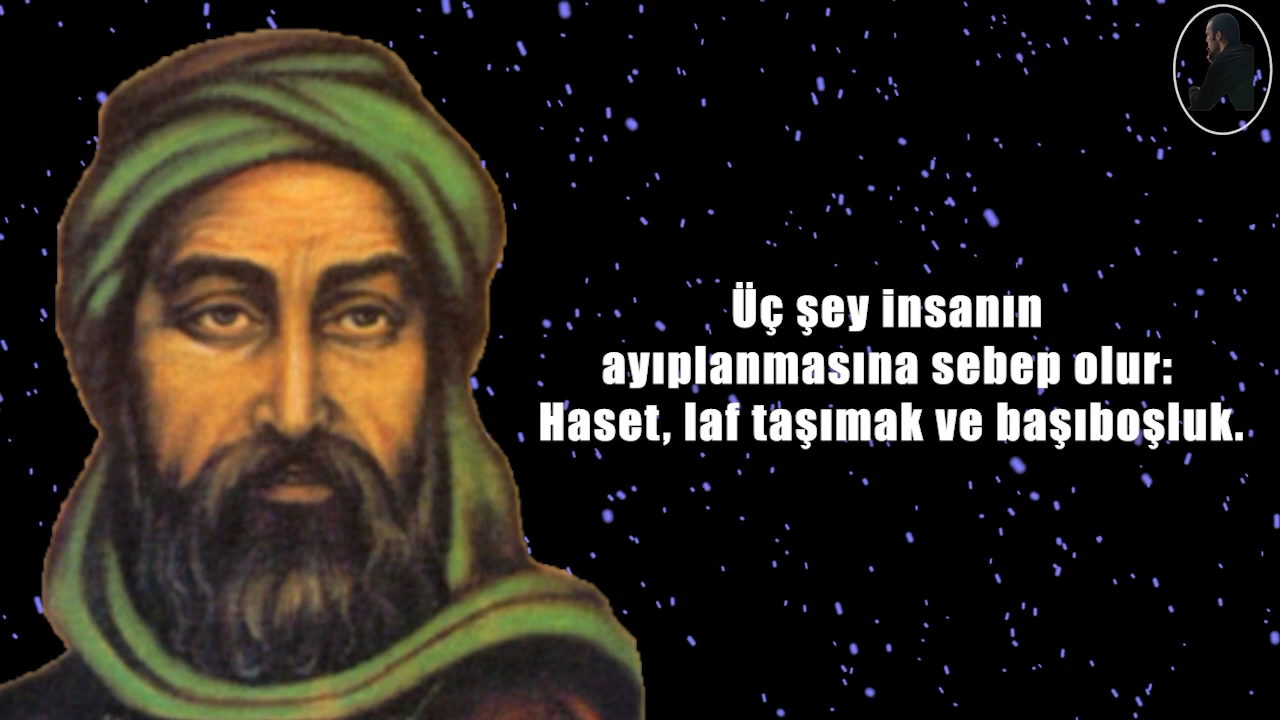 Üç şey insanın
ayıplanmasına sebep olur:
Haset, laf taşımak ve başıboşluk.